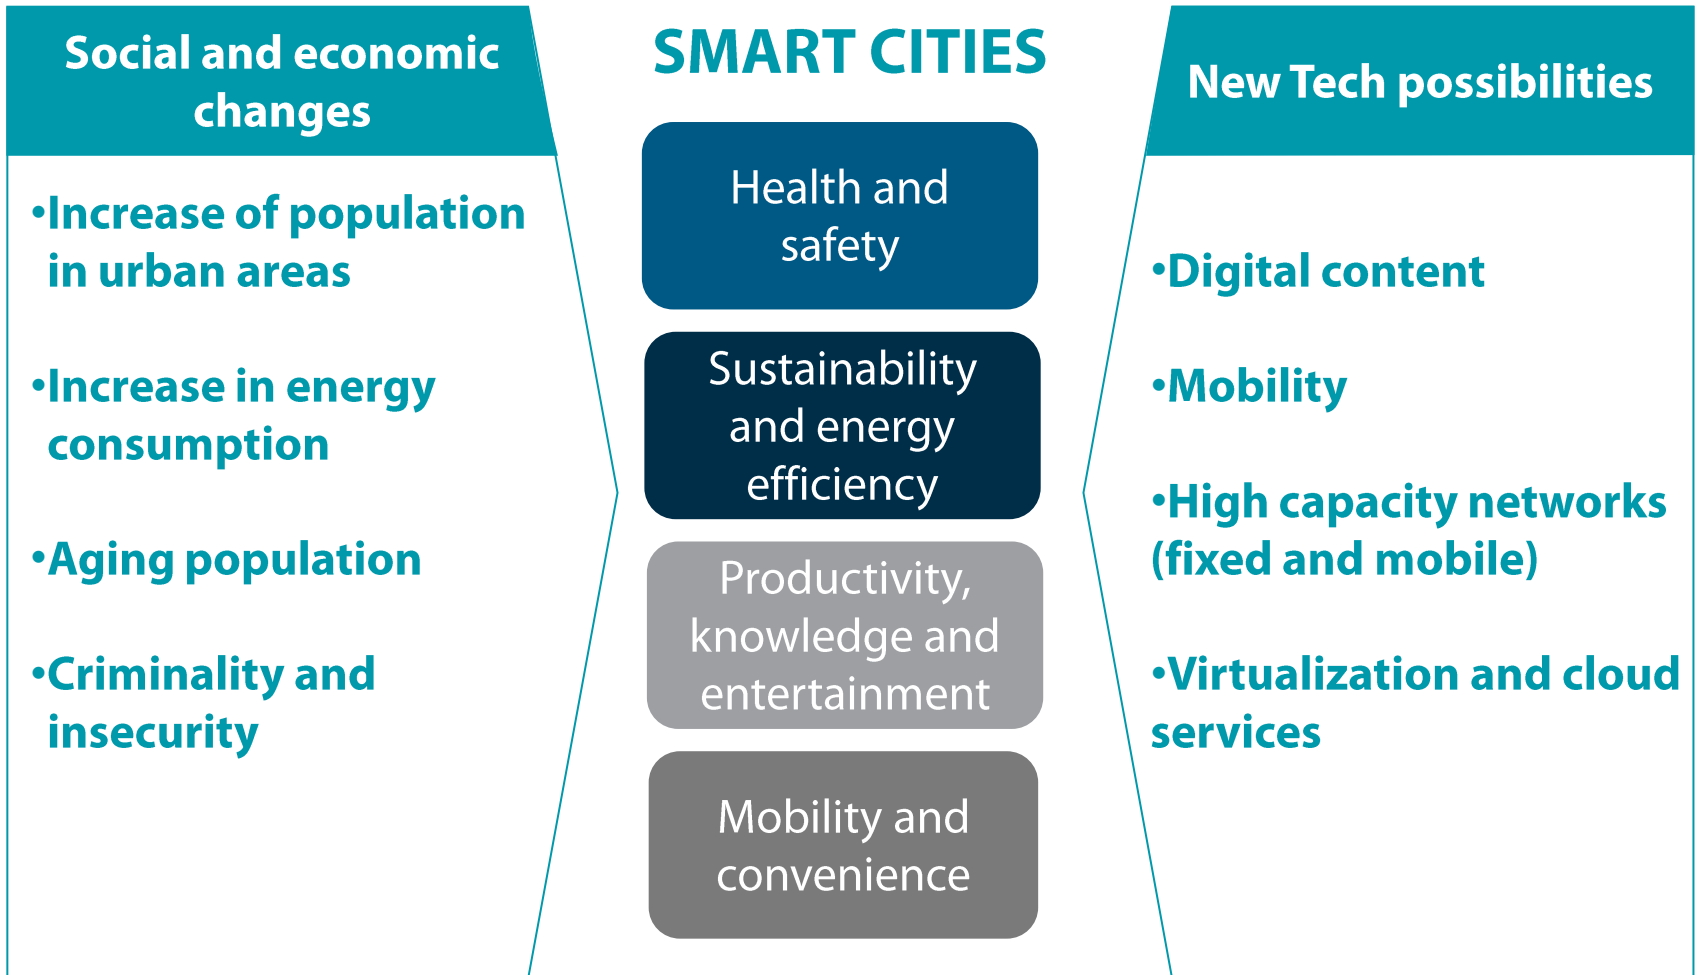 Social and economic
changes
•Increase of population
in urban areas
•Increase in energy
consumption
•Aging population
•Criminality and
insecurity
SMART CITIES
Health and
safety
Sustainability
and energy
efficiency
Productivity,
knowledge and
entertainment
Mobility and
convenience
New Tech possibilities
•Digital content
•Mobility
•High capacity networks
(fixed and mobile)
•Virtualization and cloud
services